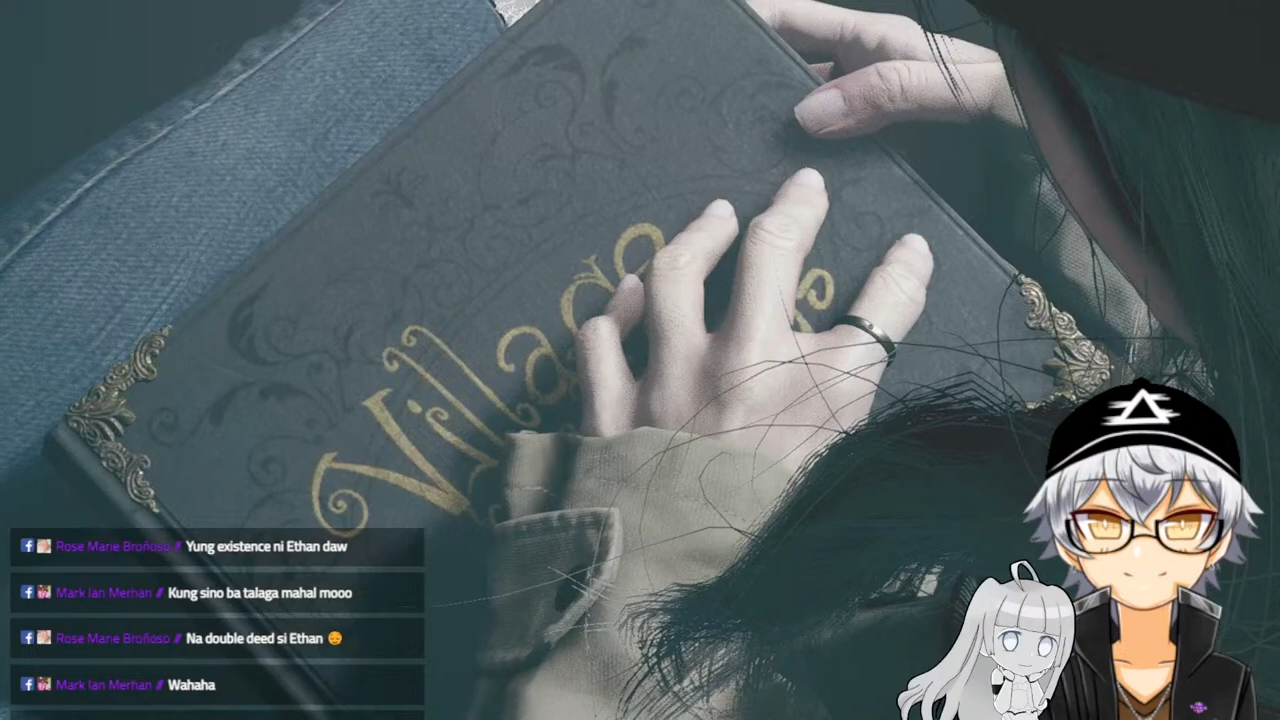 Village
s
Rose Marie Broñoso // Yung existence ni Ethan daw
Mark Ian Merhan // Kung sino ba talaga mahal mooo
Rose Marie Broñoso // Na double deed si Ethan 😔
Mark Ian Merhan // Wahaha